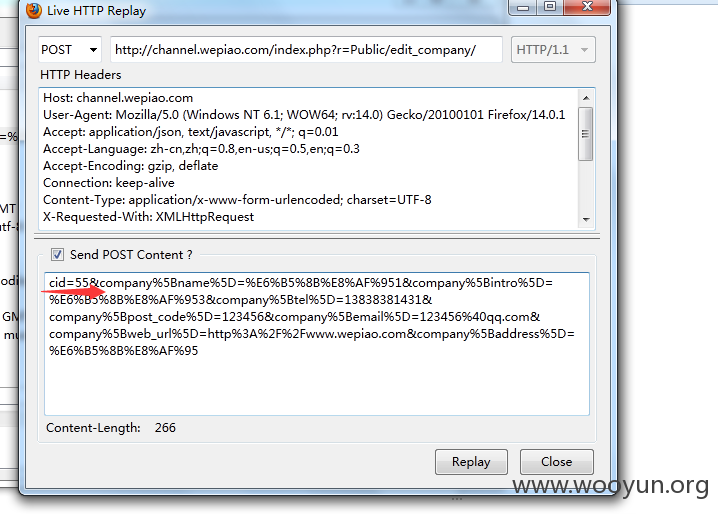 Live HTTP Replay
POST
http://channel.wepiao.com/index.php?r=Public/edit_company/
HTTP/1.1
HTTP Headers
Host: channel.wepiao.com
User-Agent: Mozilla/5.0 (Windows NT 6.1; WOW64; rv:14.0) Gecko/20100101 Firefox/14.0.1
Accept: application/json, text/javascript, */*; q=0.01
Accept-Language: zh-cn,zh;q=0.8,en-us;q=0.5,en;q=0.3
Accept-Encoding: gzip, deflate
Connection: keep-alive
Content-Type: application/x-www-form-urlencoded; charset=UTF-8
X-Requested-With: XMLHttpRequest
=%
MT
utf-8
odi
GM
mu
Send POST Content ?
cid=55&company%5Bname%5D=%E6%B5%8B%E8%AF%951&company%5Bintro%5D=
%E6%B5%8B%E8%AF%953&company%5Btel%5D=13838381431&
company%5Bpost_code%5D=123456&company%5Bemail%5D=123456%40qq.com&
company%5Bweb_url%5D=http%3A%2F%2Fwww.wepiao.com&company%5Baddress%5D=
%E6%B5%8B%E8%AF%95
Content-Length: 266
Replay
Close
www.wooyun.org